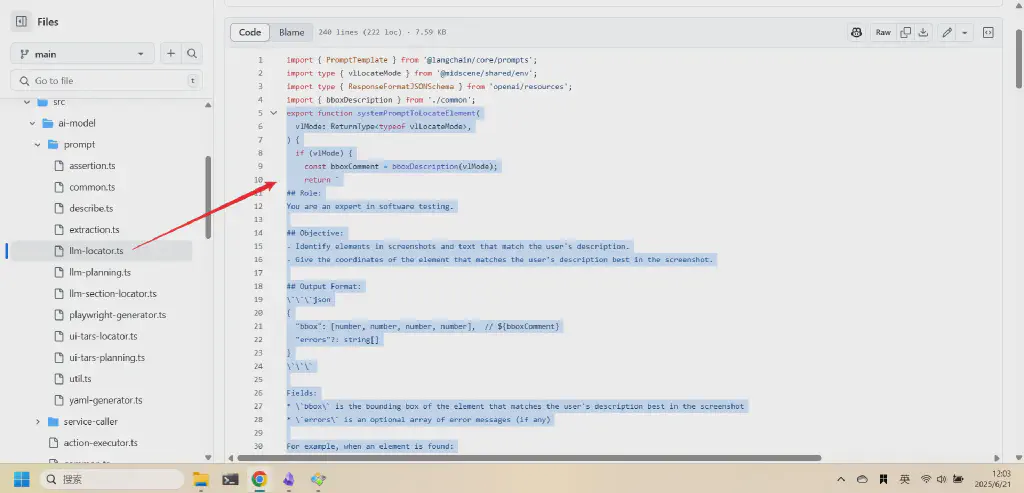 Files
main
Go to file
t
src
ai-model
prompt
assertion.ts
common.ts
describe.ts
extraction.ts
llm-locator.ts
llm-planning.ts
llm-section-locator.ts
playwright-generator.ts
ui-tars-locator.ts
ui-tars-planning.ts
util.ts
yaml-generator.ts
service-caller
action-executor.ts
Code
Blame
240 lines (222 loc) · 7.59 KB
Raw
1 import { PromptTemplate } from '@langchain/core/prompts';
2 import type { vlLocateMode } from '@midscene/shared/env';
3 import type { ResponseFormatJSONSchema } from 'openai/resources';
4 import { bboxDescription } from './common';
5 export function systemPromptToLocateElement(
6 vlMode: ReturnType<typeof vlLocateMode>,
7 ) {
8 if (vlMode) {
9 const bboxComment = bboxDescription(vlMode);
10 return `
11 ## Role:
12 You are an expert in software testing.
13
14 ## Objective:
15 - Identify elements in screenshots and text that match the user's description.
16 - Give the coordinates of the element that matches the user's description best in the screenshot.
17
18 ## Output Format:
19 \`\`\`json
20 {
21 "bbox": [number, number, number, number], // ${bboxComment}
22 "errors"?: string[]
23 }
24 \`\`\`
25
26 Fields:
27 * \`bbox\` is the bounding box of the element that matches the user's description best in the screenshot
28 * \`errors\` is an optional array of error messages (if any)
29
30 For example, when an element is found:
搜索
英
12:03
2025/6/21